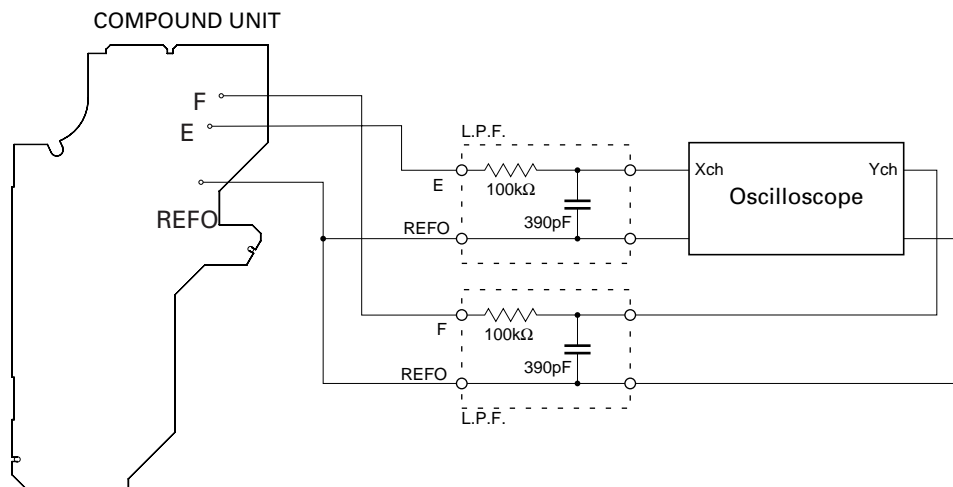 COMPOUND UNIT
F
E
REFO
L.P.F.
E
100kΩ
390pF
REFO
Xch
Ych
Oscilloscope
F
100kΩ
390pF
REFO
L.P.F.